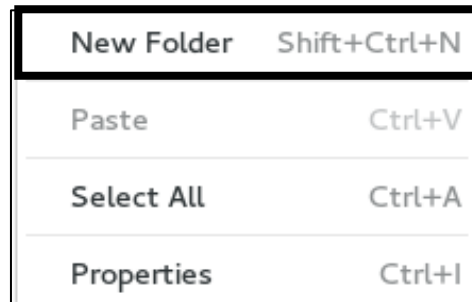 New Folder Shift+Ctrl+N
Paste Ctrl+V
Select All Ctrl+A
Properties Ctrl+I